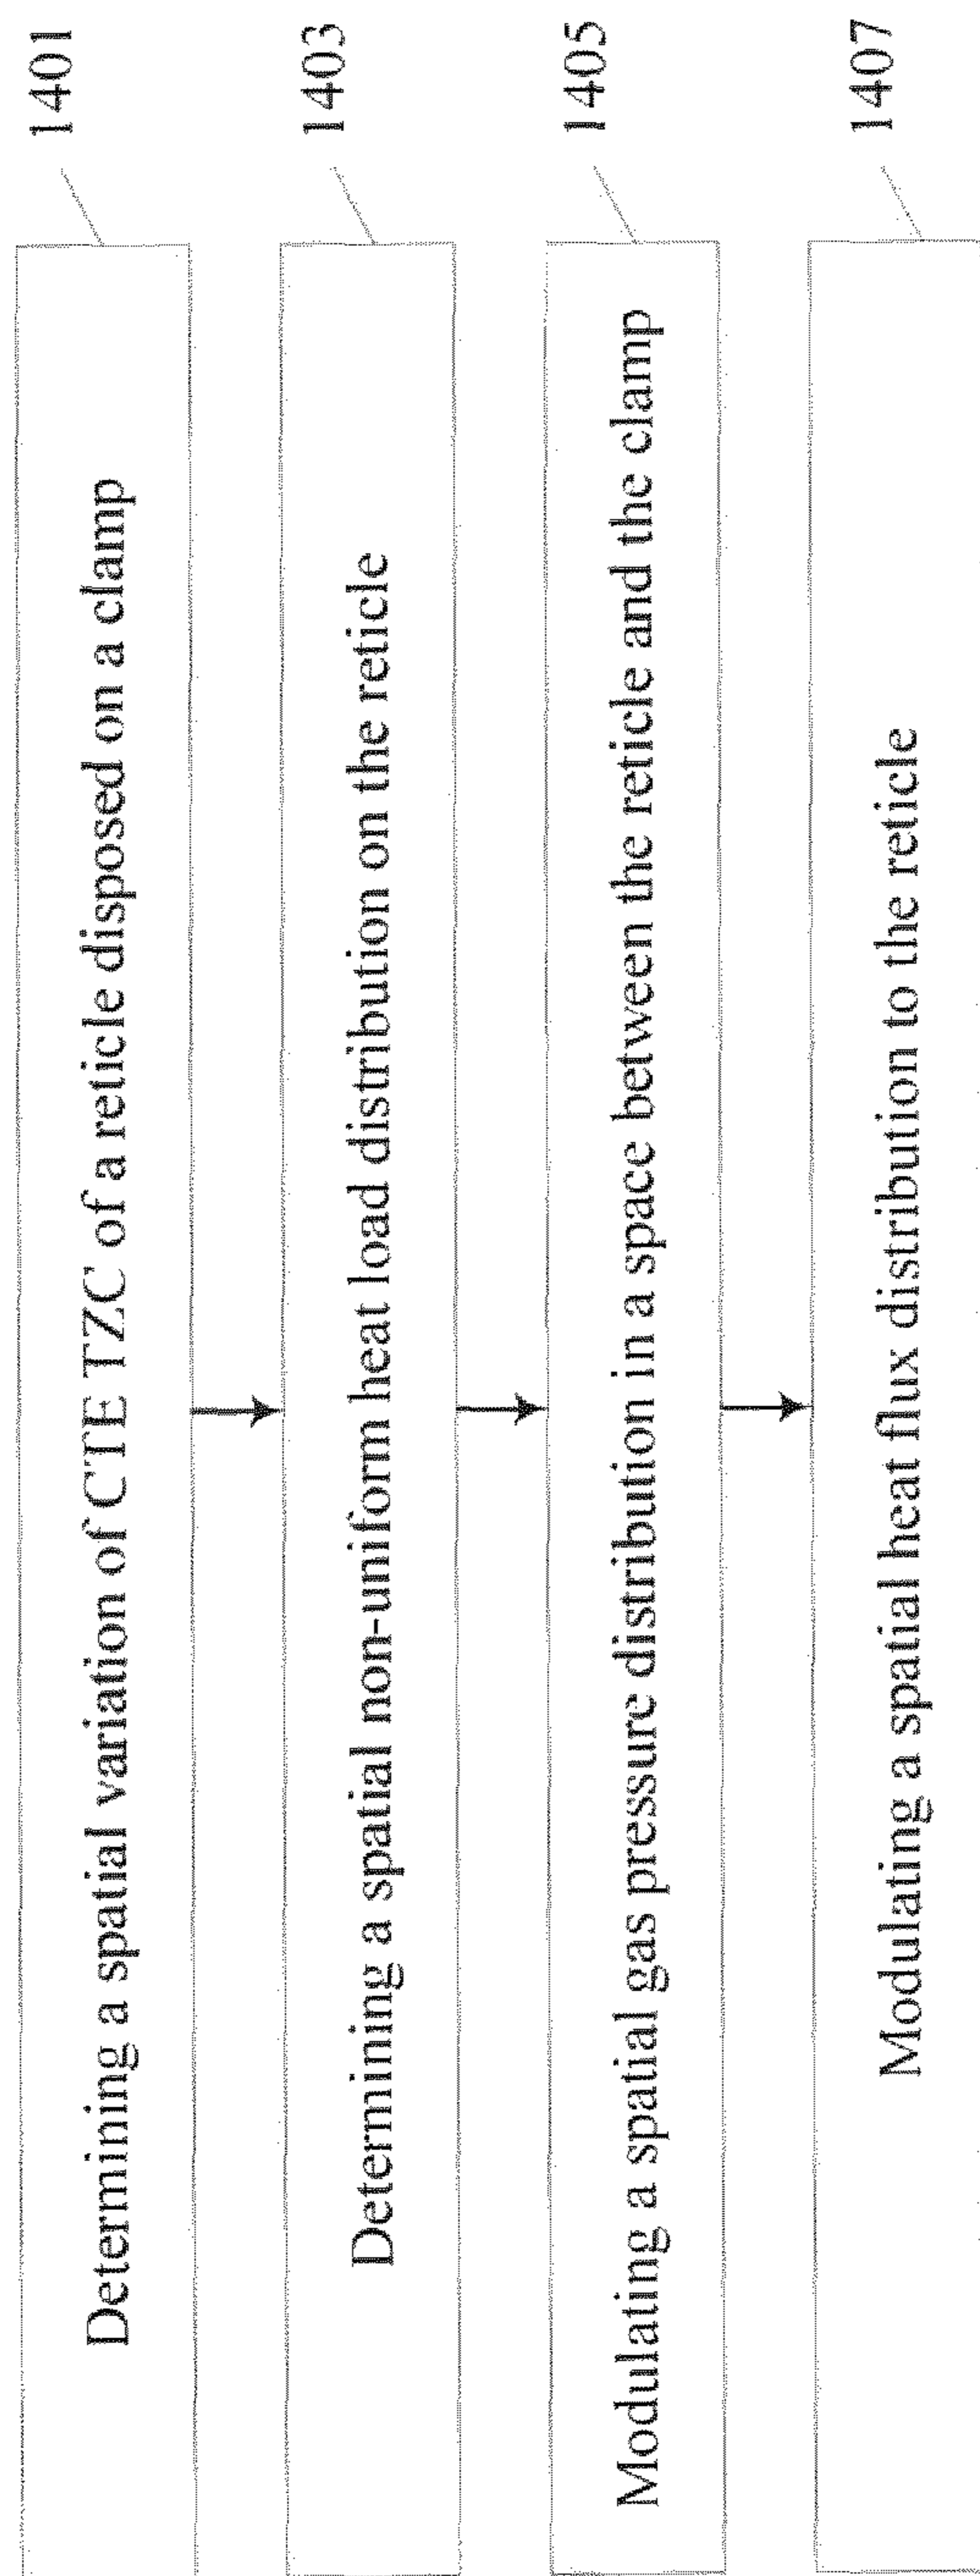 1401
Determining a spatial variation of CTE TZC of a reticle disposed on a clamp
1403
Determining a spatial non-uniform heat load distribution on the reticle
1405
Modulating a spatial gas pressure distribution in a space between the reticle and the clamp
1407
Modulating a spatial heat flux distribution to the reticle